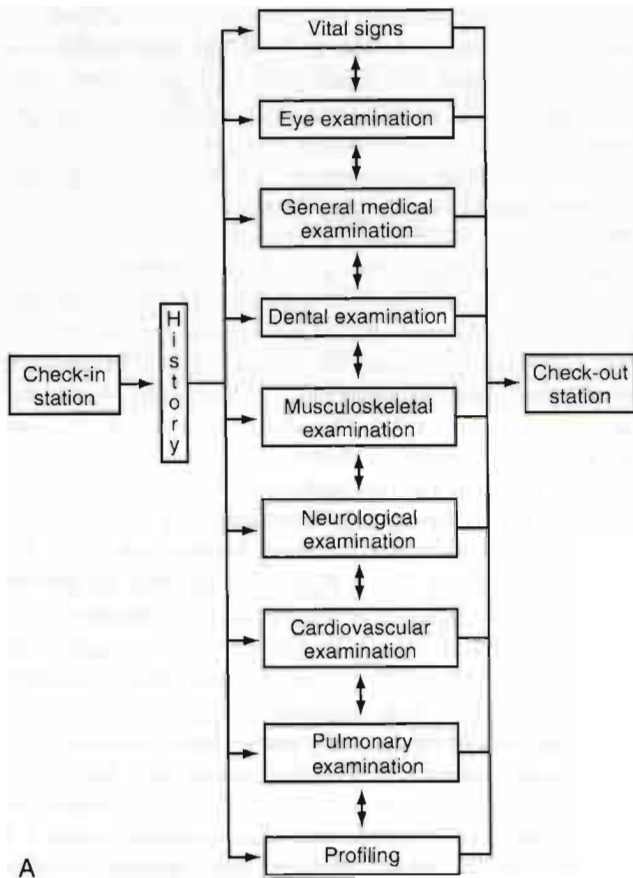 Vital signs
Eye examination
General medical
examination
Dental examination
History
Check-in
station
Check-out
station
Musculoskeletal
examination
Neurological
examination
Cardiovascular
examination
Pulmonary
examination
Profiling
A